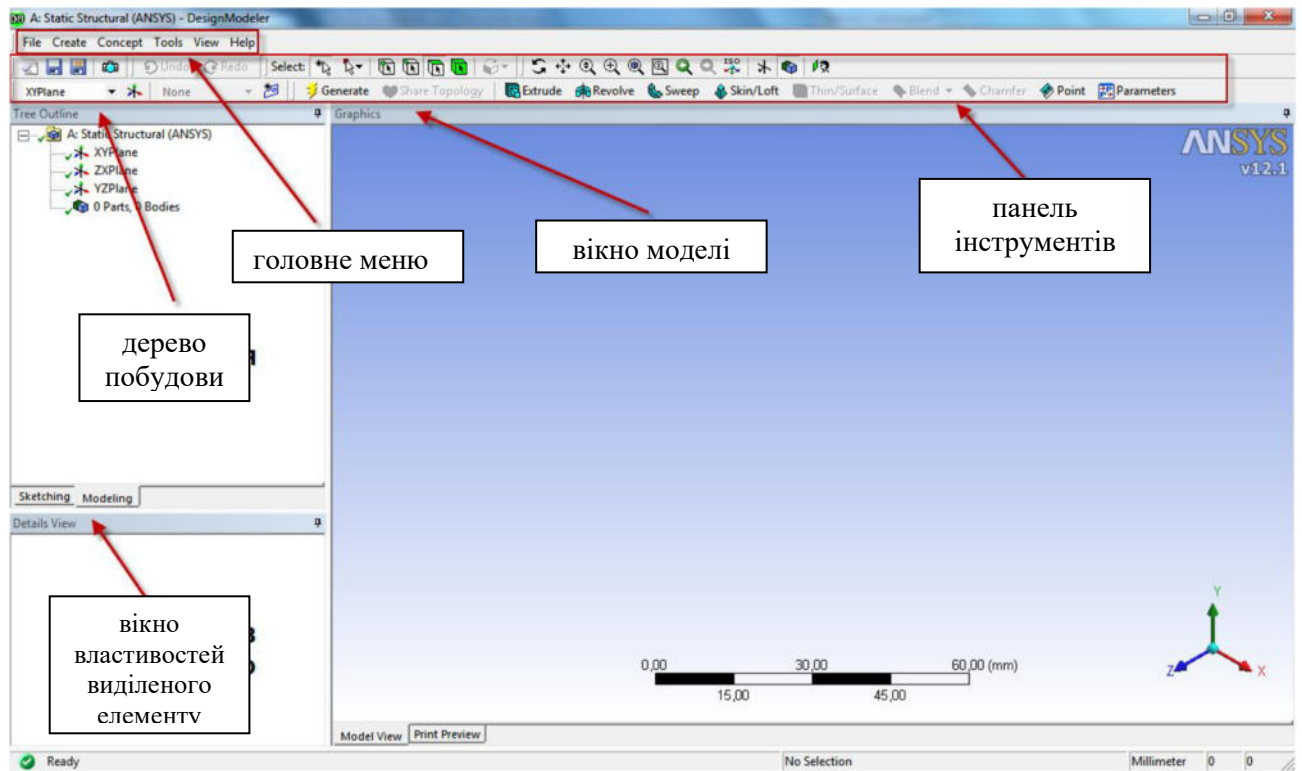 A: Static Structural (ANSYS) - DesignModeler
File Create Concept Tools View Help
Undo Redo Select:
XYPlane None Generate Share Topology Extrude Revolve Sweep Skin/Loft Thin/Surface Blend Chamfer Point Parameters
Tree Outline
Graphics
A: Static Structural (ANSYS)
XYPlane
ZXPlane
YZPlane
0 Parts, 0 Bodies
ANSYS
v12.1
головне меню
вікно моделі
панель
інструментів
дерево
побудови
Sketching Modeling
Details View
вікно
властивостей
виділеного
елементу
0,00 30,00 60,00 (mm)
15,00 45,00
Y
Z
X
Model View Print Preview
Ready No Selection Millimeter 0 0